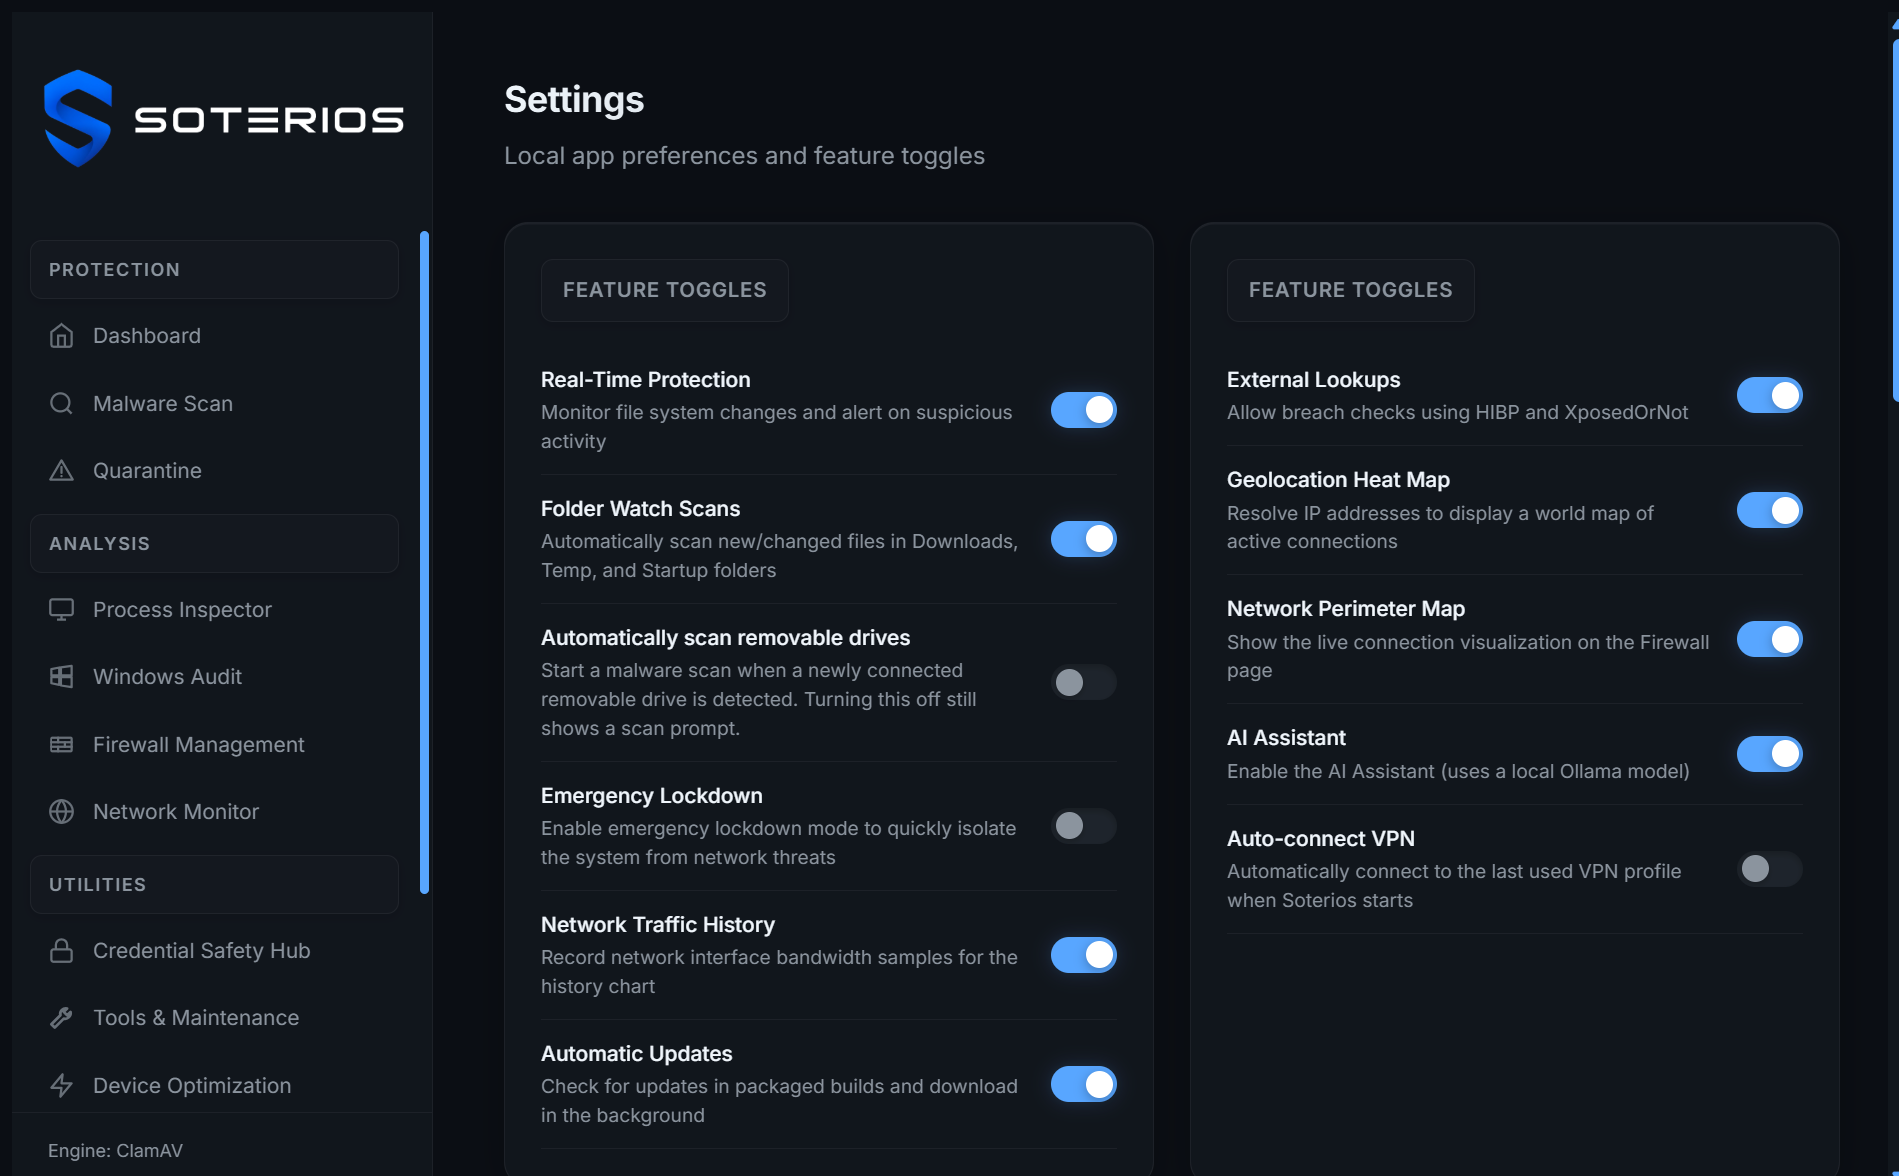 SOTERIOS
PROTECTION
Dashboard
Malware Scan
Quarantine
ANALYSIS
Process Inspector
Windows Audit
Firewall Management
Network Monitor
UTILITIES
Credential Safety Hub
Tools & Maintenance
Device Optimization
Engine: ClamAV
Settings
Local app preferences and feature toggles
FEATURE TOGGLES
Real-Time Protection
Monitor file system changes and alert on suspicious
activity
Folder Watch Scans
Automatically scan new/changed files in Downloads,
Temp, and Startup folders
Automatically scan removable drives
Start a malware scan when a newly connected
removable drive is detected. Turning this off still
shows a scan prompt.
Emergency Lockdown
Enable emergency lockdown mode to quickly isolate
the system from network threats
Network Traffic History
Record network interface bandwidth samples for the
history chart
Automatic Updates
Check for updates in packaged builds and download
in the background
FEATURE TOGGLES
External Lookups
Allow breach checks using HIBP and XposedOrNot
Geolocation Heat Map
Resolve IP addresses to display a world map of
active connections
Network Perimeter Map
Show the live connection visualization on the Firewall
page
AI Assistant
Enable the AI Assistant (uses a local Ollama model)
Auto-connect VPN
Automatically connect to the last used VPN profile
when Soterios starts